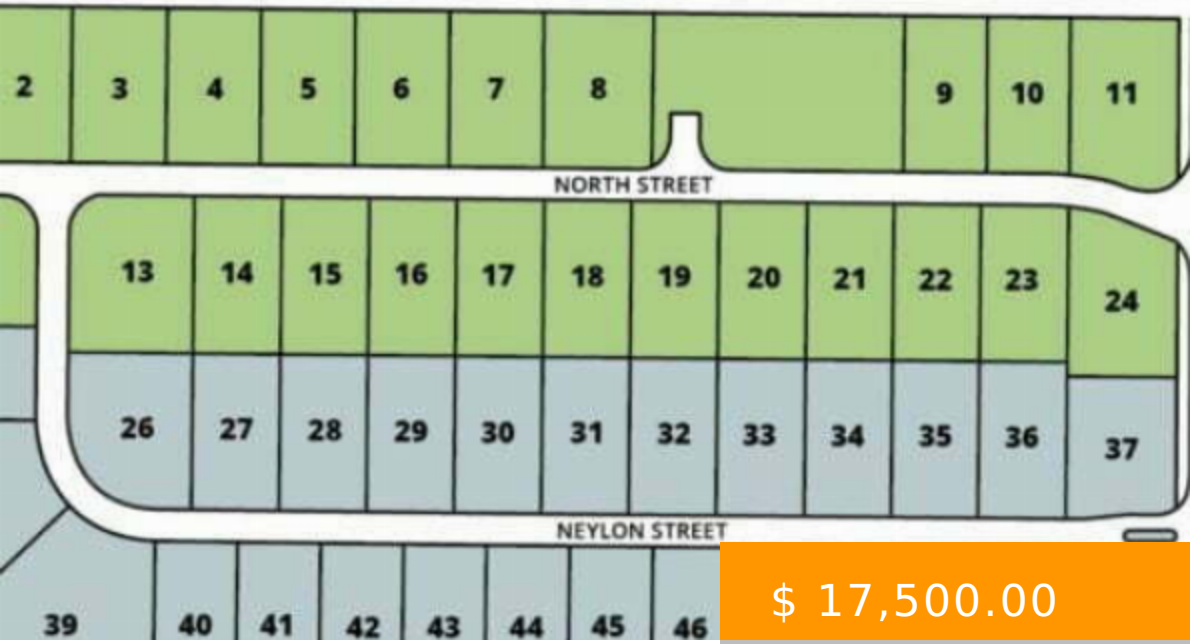 2 3 4 5 6 7 8 9 10 11
NORTH STREET
13 14 15 16 17 18 19 20 21 22 23 24
26 27 28 29 30 31 32 33 34 35 36 37
NEYLON STREET
39 40 41 42 43 44 45 46
$ 17,500.00